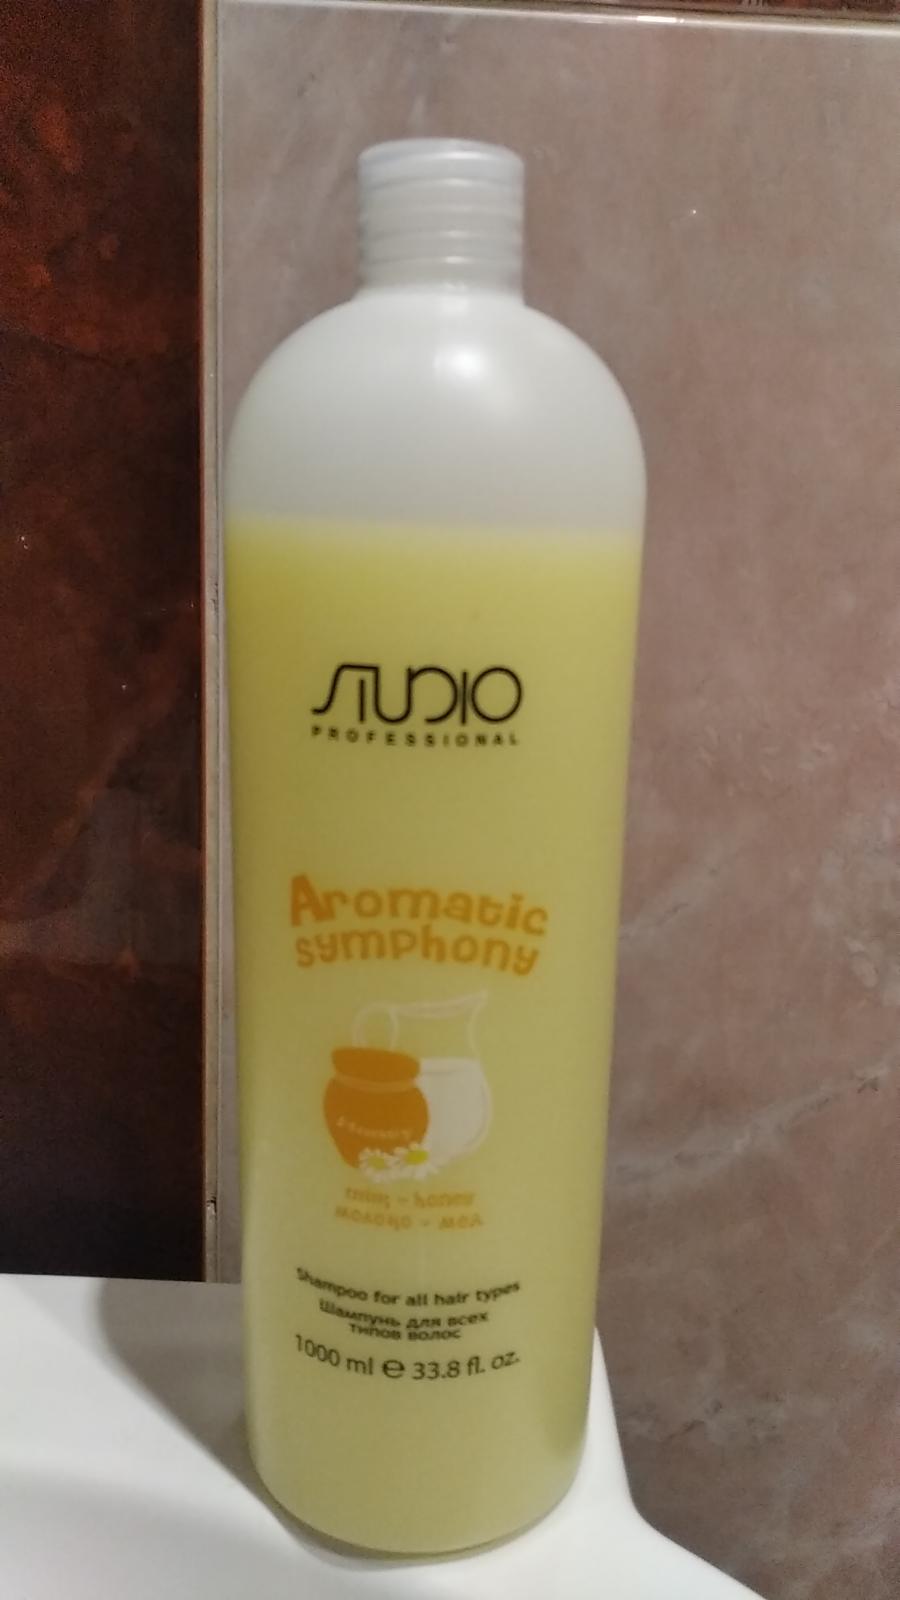 STUDIO
PROFESSIONAL
Aromatic
symphony
Honey
milk - honey
молоко - мед
Shampoo for all hair types
Шампунь для всех
типов волос
1000 ml ℮ 33.8 fl. oz.